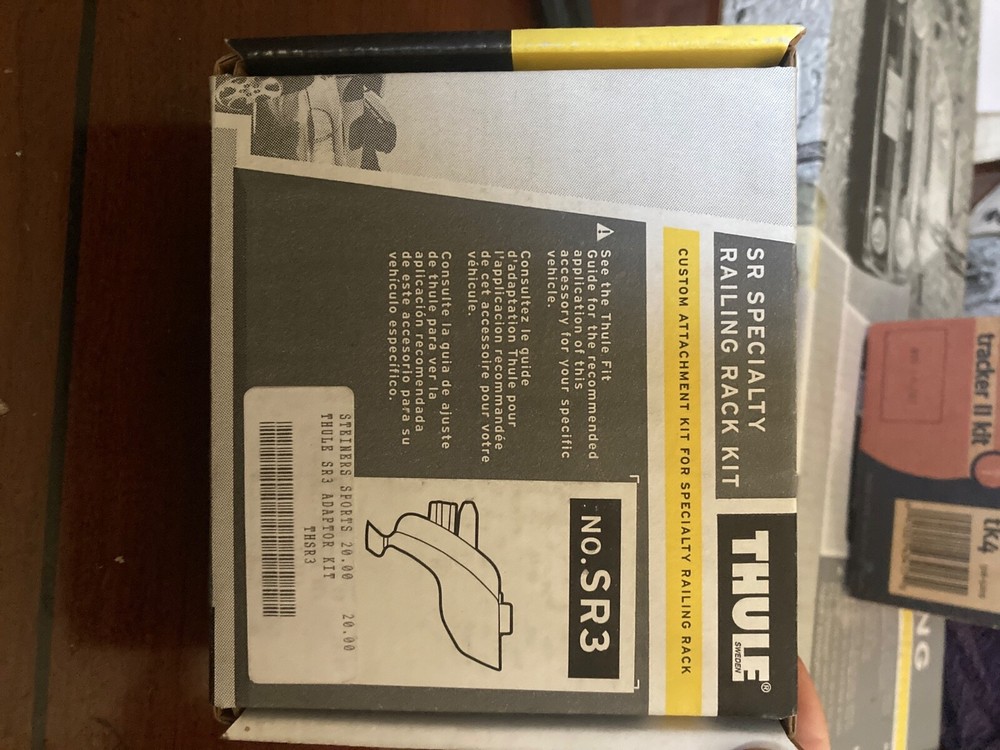 SR SPECIALTY
RAILING RACK KIT
THULE®
SWEDEN
CUSTOM ATTACHMENT KIT FOR SPECIALTY RAILING RACK
⚠ See the Thule Fit
Guide for the recommended
application of this
accessory for your specific
vehicle.
Consultez le guide
d'adaptation Thule pour
l'applicacion recommandée
de cet accessoire pour votre
véhicule.
Consulte la guia de ajuste
de thule para ver la
aplicación recomendada
de este accesorio para su
vehículo específico.
NO.SR3
STEINERS SPORTS 20.00 20.00
THULE SR3 ADAPTOR KIT
THSR3
tracker II kit
tk4
NG